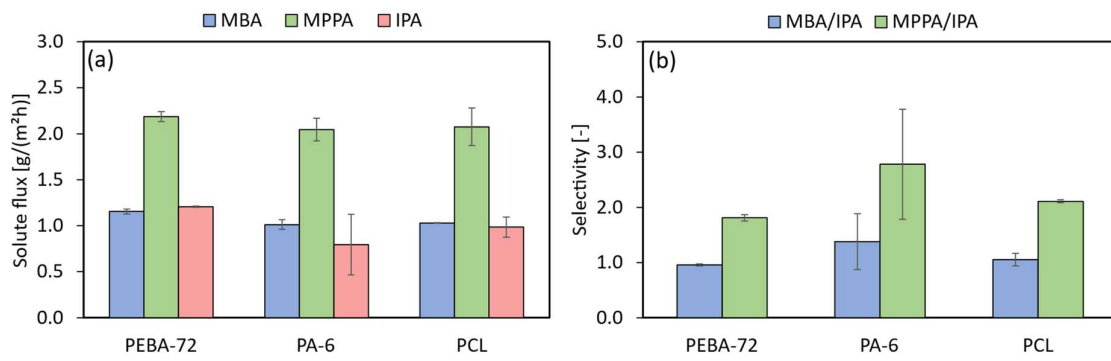 MBA MPPA IPA
(a)
Solute flux [g/(m²h)]
3.0
2.5
2.0
1.5
1.0
0.5
0.0
PEBA-72 PA-6 PCL
MBA/IPA MPPA/IPA
(b)
Selectivity [-]
5.0
4.0
3.0
2.0
1.0
0.0
PEBA-72 PA-6 PCL